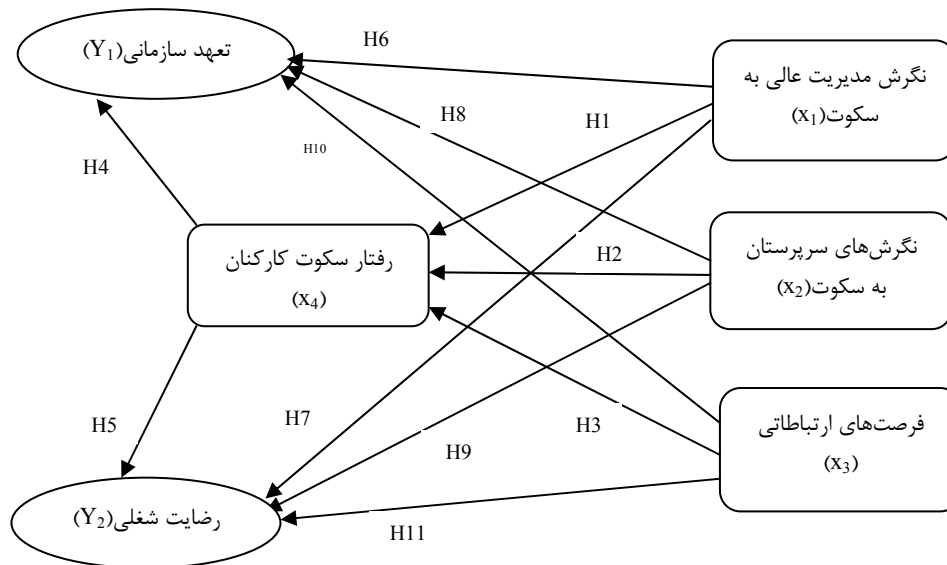 تعهد سازمانی(Y1)
H6
نگرش مدیریت عالی به
سکوت(x1)
H8
H1
H10
H4
رفتار سکوت کارکنان
(x4)
H2
نگرش‌های سرپرستان
به سکوت(x2)
H5
H7
H3
H9
فرصت‌های ارتباطاتی
(x3)
رضایت شغلی(Y2)
H11